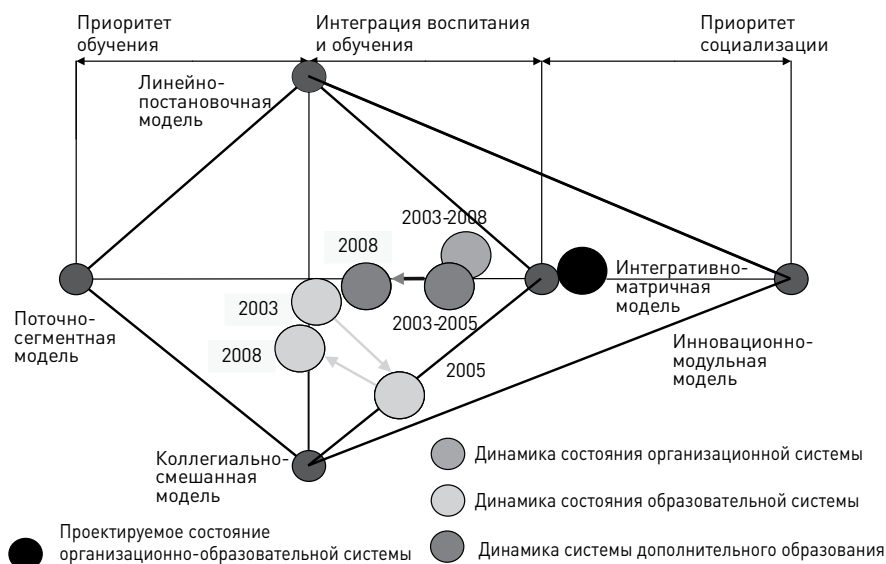 Приоритет
обучения
Интеграция воспитания
и обучения
Приоритет
социализации
Линейно-
постановочная
модель
2003-2008
2008
Интегративно-
матричная
модель
2003
2003-2005
Поточно-
сегментная
модель
2008
2005
Инновационно-
модульная
модель
Коллегиально-
смешанная
модель
Динамика состояния организационной системы
Динамика состояния образовательной системы
Проектируемое состояние
организационно-образовательной системы
Динамика системы дополнительного образования